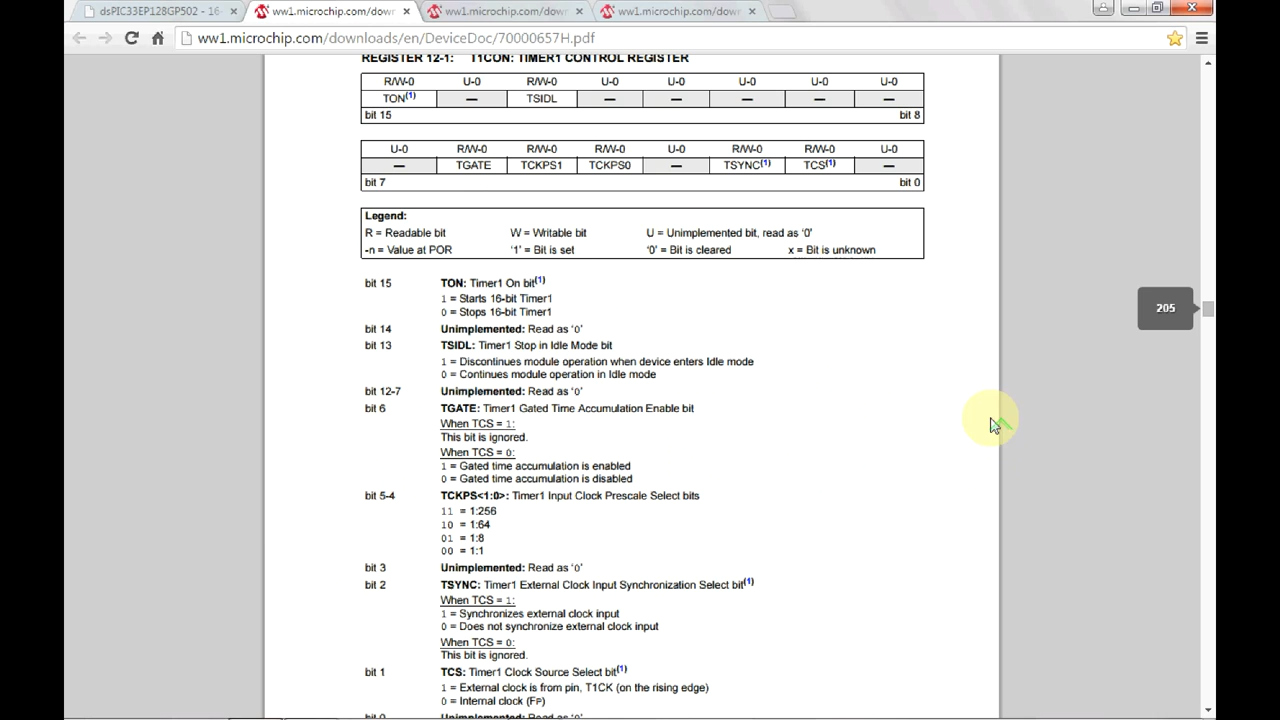 dsPIC33EP128GP502 - 16-
ww1.microchip.com/down
ww1.microchip.com/down
ww1.microchip.com/down
ww1.microchip.com/downloads/en/DeviceDoc/70000657H.pdf
REGISTER 12-1: T1CON: TIMER1 CONTROL REGISTER
R/W-0 U-0 R/W-0 U-0 U-0 U-0 U-0 U-0
TON(1) — TSIDL — — — — —
bit 15 bit 8
U-0 R/W-0 R/W-0 R/W-0 U-0 R/W-0 R/W-0 U-0
— TGATE TCKPS1 TCKPS0 — TSYNC(1) TCS(1) —
bit 7 bit 0
Legend:
R = Readable bit W = Writable bit U = Unimplemented bit, read as ‘0’
-n = Value at POR ‘1’ = Bit is set ‘0’ = Bit is cleared x = Bit is unknown
bit 15 TON: Timer1 On bit(1)
1 = Starts 16-bit Timer1
0 = Stops 16-bit Timer1
bit 14 Unimplemented: Read as ‘0’
bit 13 TSIDL: Timer1 Stop in Idle Mode bit
1 = Discontinues module operation when device enters Idle mode
0 = Continues module operation in Idle mode
bit 12-7 Unimplemented: Read as ‘0’
bit 6 TGATE: Timer1 Gated Time Accumulation Enable bit
When TCS = 1:
This bit is ignored.
When TCS = 0:
1 = Gated time accumulation is enabled
0 = Gated time accumulation is disabled
bit 5-4 TCKPS<1:0>: Timer1 Input Clock Prescale Select bits
11 = 1:256
10 = 1:64
01 = 1:8
00 = 1:1
bit 3 Unimplemented: Read as ‘0’
bit 2 TSYNC: Timer1 External Clock Input Synchronization Select bit(1)
When TCS = 1:
1 = Synchronizes external clock input
0 = Does not synchronize external clock input
When TCS = 0:
This bit is ignored.
bit 1 TCS: Timer1 Clock Source Select bit(1)
1 = External clock is from pin, T1CK (on the rising edge)
0 = Internal clock (FP)
bit 0 Unimplemented: Read as ‘0’
205